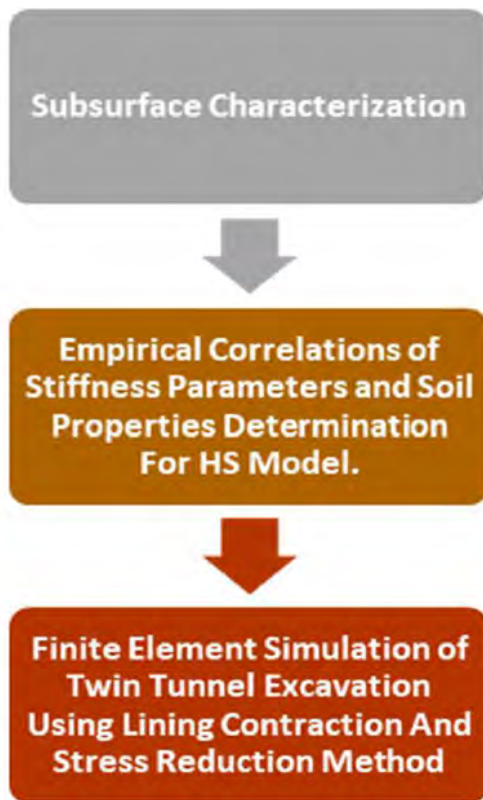 Subsurface Characterization
Empirical Correlations of
Stiffness Parameters and Soil
Properties Determination
For HS Model.
Finite Element Simulation of
Twin Tunnel Excavation
Using Lining Contraction And
Stress Reduction Method